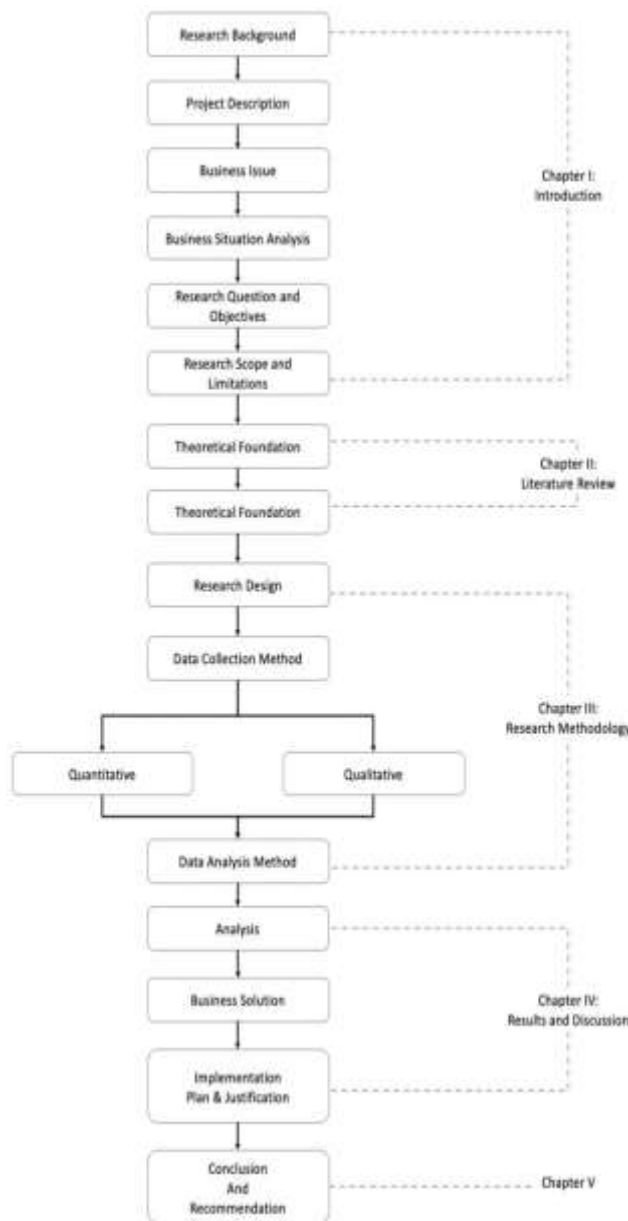 Research Background
Project Description
Business Issue
Chapter I:
Introduction
Business Situation Analysis
Research Question and
Objectives
Research Scope and
Limitations
Theoretical Foundation
Chapter II:
Literature Review
Theoretical Foundation
Research Design
Data Collection Method
Chapter III:
Research Methodology
Quantitative
Qualitative
Data Analysis Method
Analysis
Business Solution
Chapter IV:
Results and Discussion
Implementation
Plan & Justification
Conclusion
And
Recommendation
Chapter V